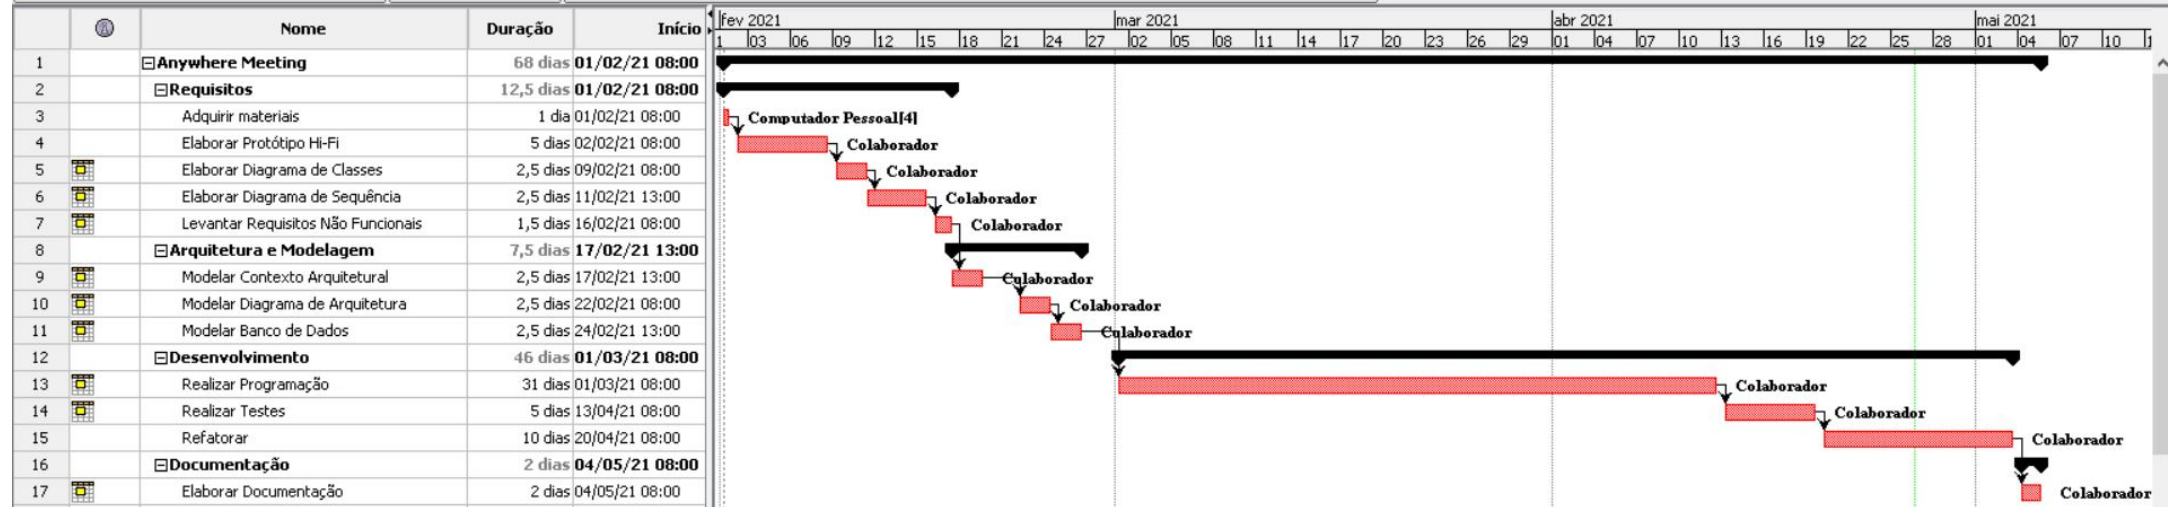 Nome Duração Início fev 2021 mar 2021 abr 2021 mai 2021
1 03 06 09 12 15 18 21 24 27 02 05 08 11 14 17 20 23 26 29 01 04 07 10 13 16 19 22 25 28 01 04 07 10
1 Anywhere Meeting 68 dias 01/02/21 08:00
2 Requisitos 12,5 dias 01/02/21 08:00
3 Adquirir materiais 1 dia 01/02/21 08:00 Computador Pessoal[4]
4 Elaborar Protótipo Hi-Fi 5 dias 02/02/21 08:00 Colaborador
5 Elaborar Diagrama de Classes 2,5 dias 09/02/21 08:00 Colaborador
6 Elaborar Diagrama de Sequência 2,5 dias 11/02/21 13:00 Colaborador
7 Levantar Requisitos Não Funcionais 1,5 dias 16/02/21 08:00 Colaborador
8 Arquitetura e Modelagem 7,5 dias 17/02/21 13:00
9 Modelar Contexto Arquitetural 2,5 dias 17/02/21 13:00 Colaborador
10 Modelar Diagrama de Arquitetura 2,5 dias 22/02/21 08:00 Colaborador
11 Modelar Banco de Dados 2,5 dias 24/02/21 13:00 Colaborador
12 Desenvolvimento 46 dias 01/03/21 08:00
13 Realizar Programação 31 dias 01/03/21 08:00 Colaborador
14 Realizar Testes 5 dias 13/04/21 08:00 Colaborador
15 Refatorar 10 dias 20/04/21 08:00 Colaborador
16 Documentação 2 dias 04/05/21 08:00
17 Elaborar Documentação 2 dias 04/05/21 08:00 Colaborador